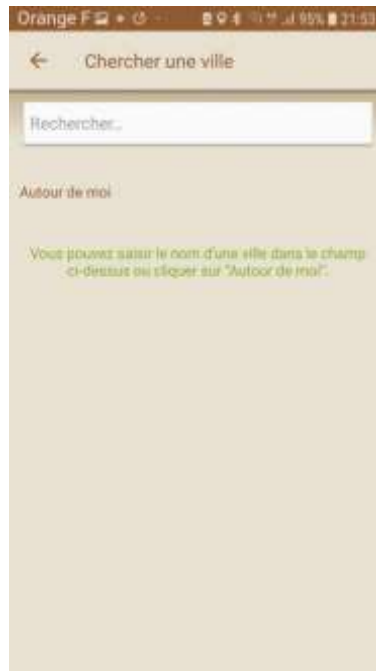 Orange F 95% 21:53
Chercher une ville
Rechercher...
Autour de moi
Vous pouvez saisir le nom d'une ville dans le champ
ci-dessus ou cliquer sur "Autour de moi".